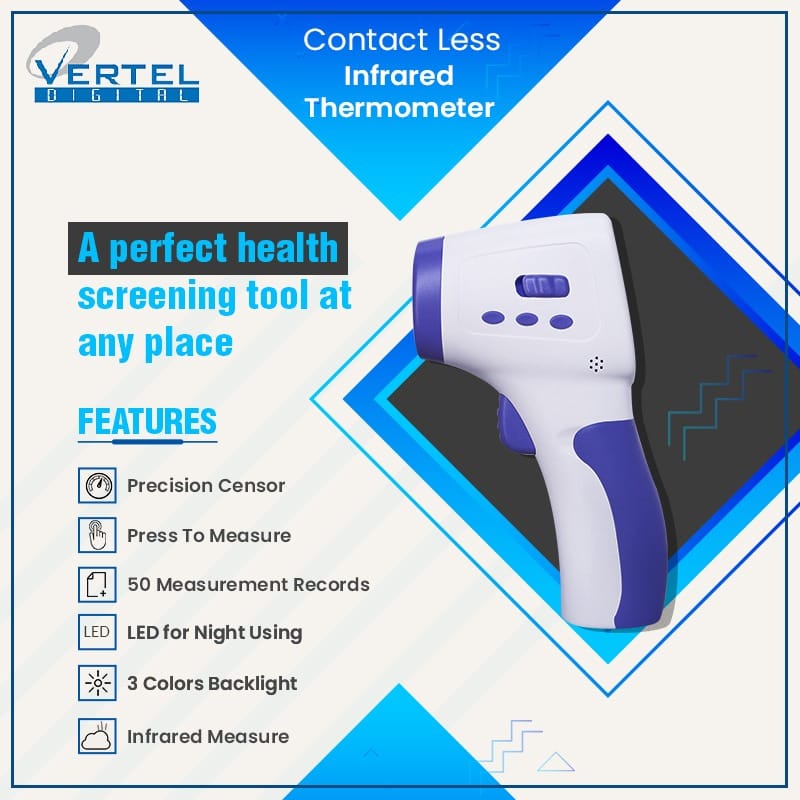 VERTEL
DIGITAL
Contact Less
Infrared
Thermometer
A perfect health
screening tool at
any place
FEATURES
Precision Censor
Press To Measure
50 Measurement Records
LED
LED for Night Using
3 Colors Backlight
Infrared Measure